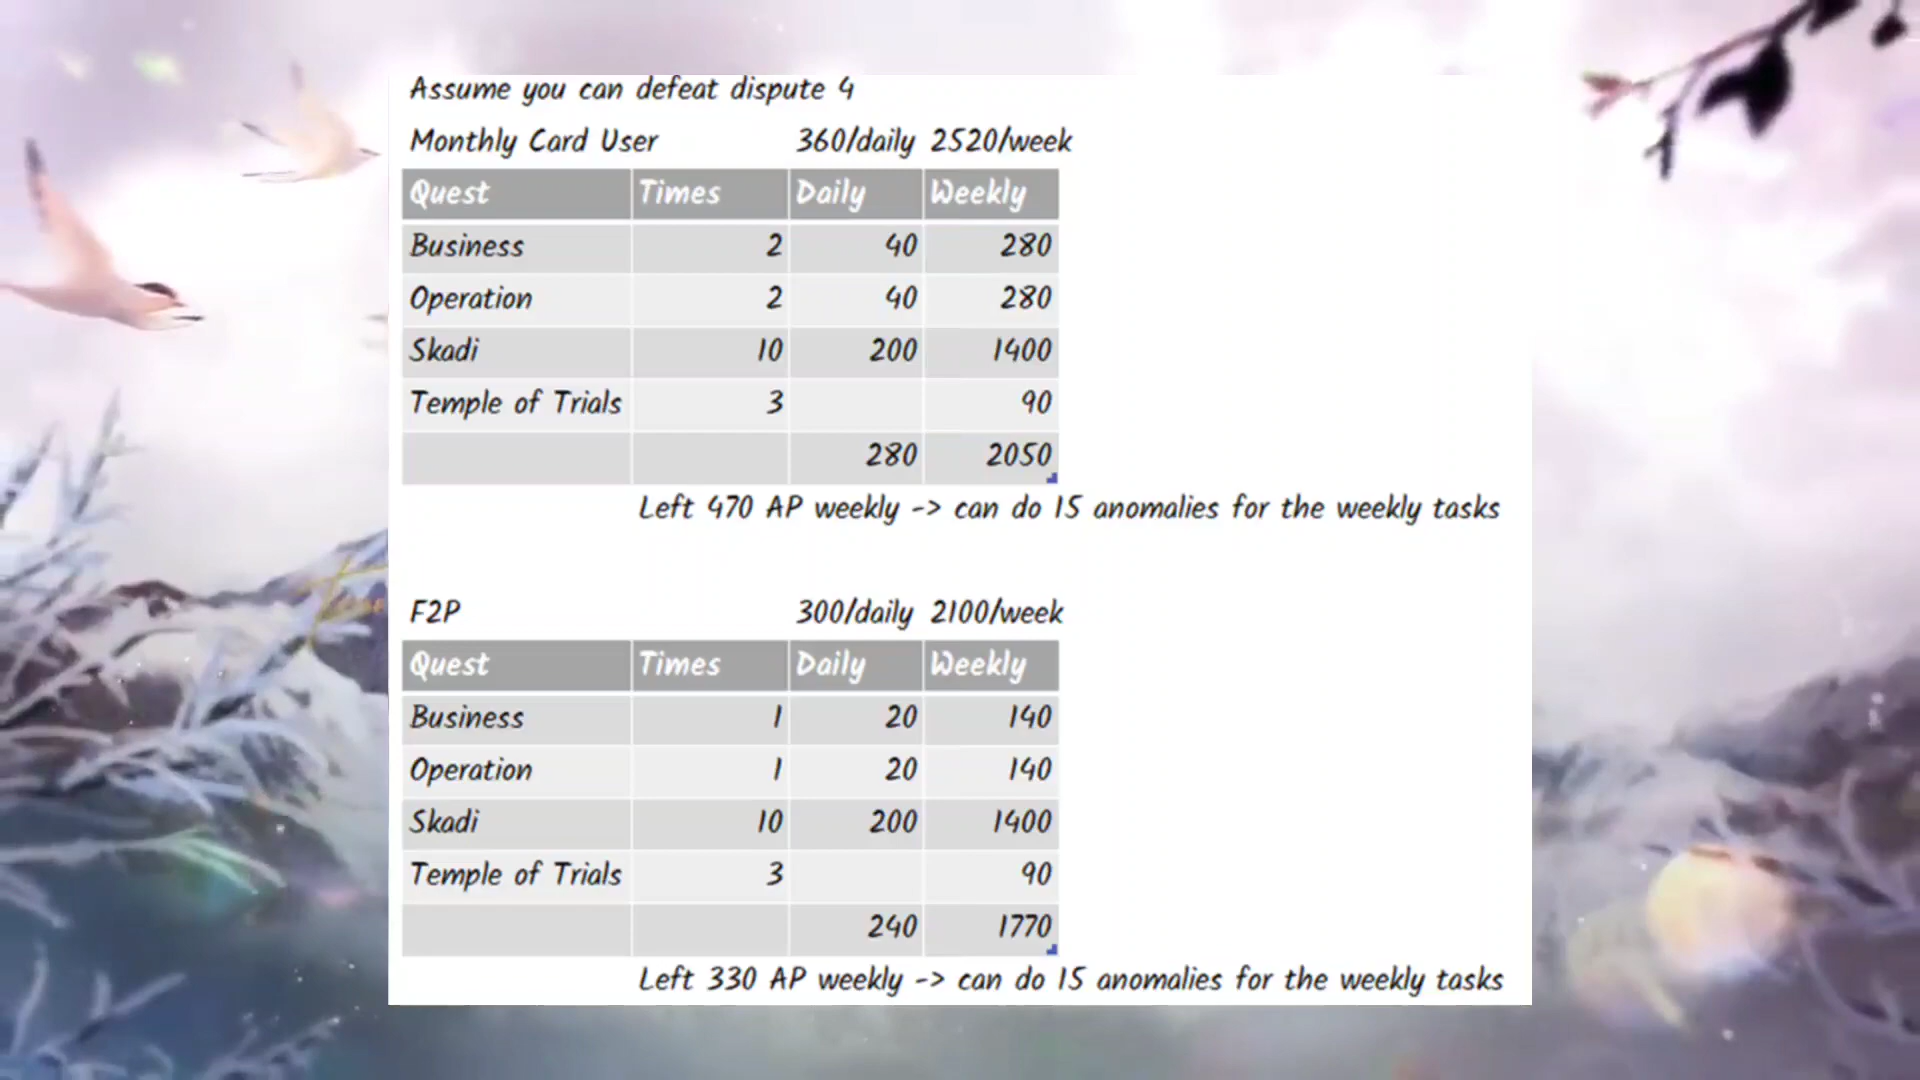 Assume you can defeat dispute 4
Monthly Card User 360/daily 2520/week
Quest Times Daily Weekly
Business 2 40 280
Operation 2 40 280
Skadi 10 200 1400
Temple of Trials 3 90
280 2050
Left 470 AP weekly -> can do 15 anomalies for the weekly tasks
F2P 300/daily 2100/week
Quest Times Daily Weekly
Business 1 20 140
Operation 1 20 140
Skadi 10 200 1400
Temple of Trials 3 90
240 1770
Left 330 AP weekly -> can do 15 anomalies for the weekly tasks